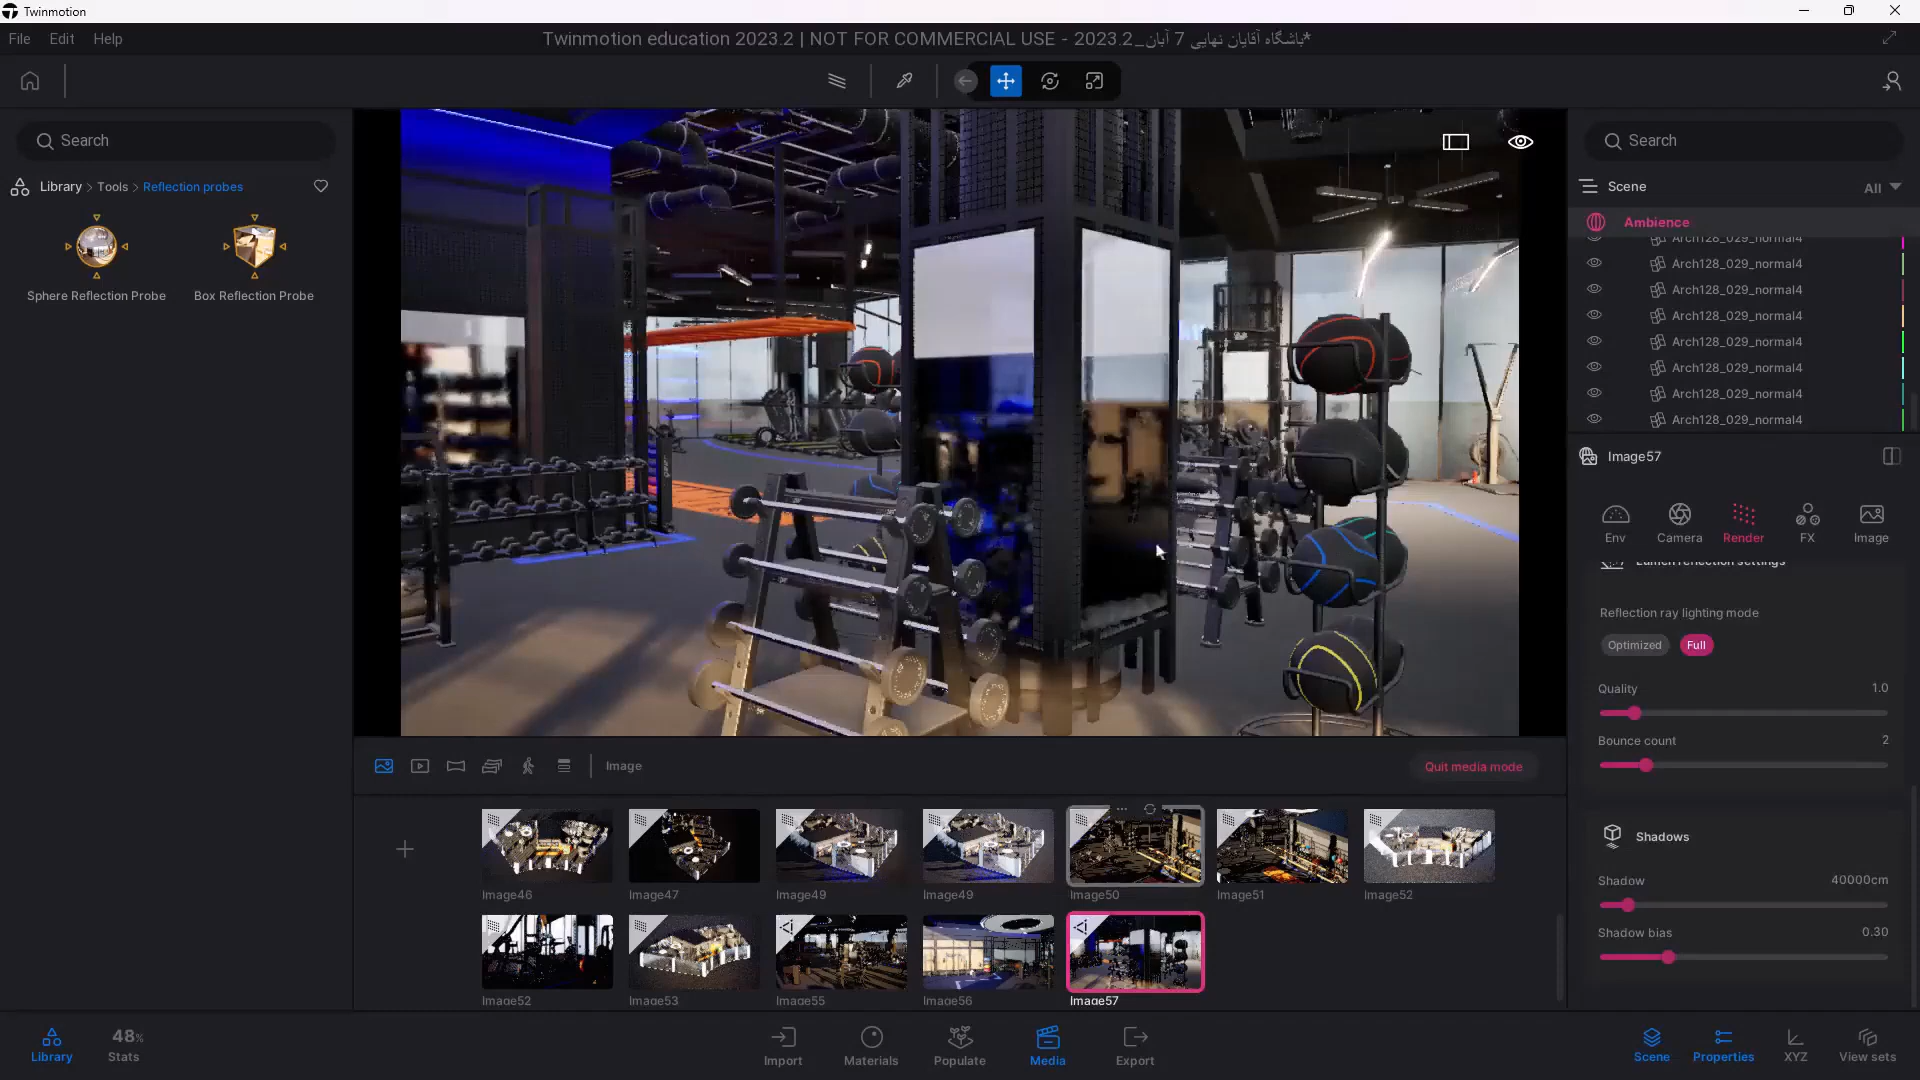 Twinmotion
File Edit Help
Twinmotion education 2023.2 | NOT FOR COMMERCIAL USE - 2023.2_باشگاه آقایان نهایی 7 آبان*
Search
Library > Tools > Reflection probes
Sphere Reflection Probe
Box Reflection Probe
Search
Scene
All
Ambience
Arch128_029_normal4
Arch128_029_normal4
Arch128_029_normal4
Arch128_029_normal4
Arch128_029_normal4
Arch128_029_normal4
Arch128_029_normal4
Arch128_029_normal4
Image57
Env
Camera
Render
FX
Image
Lumen reflection settings
Reflection ray lighting mode
Optimized
Full
Quality 1.0
Bounce count 2
Shadows
Shadow 40000cm
Shadow bias 0.30
Image
Quit media mode
Image46
Image47
Image49
Image49
Image50
Image51
Image52
Image52
Image53
Image55
Image56
Image57
Library
48%
Stats
Import
Materials
Populate
Media
Export
Scene
Properties
XYZ
View sets